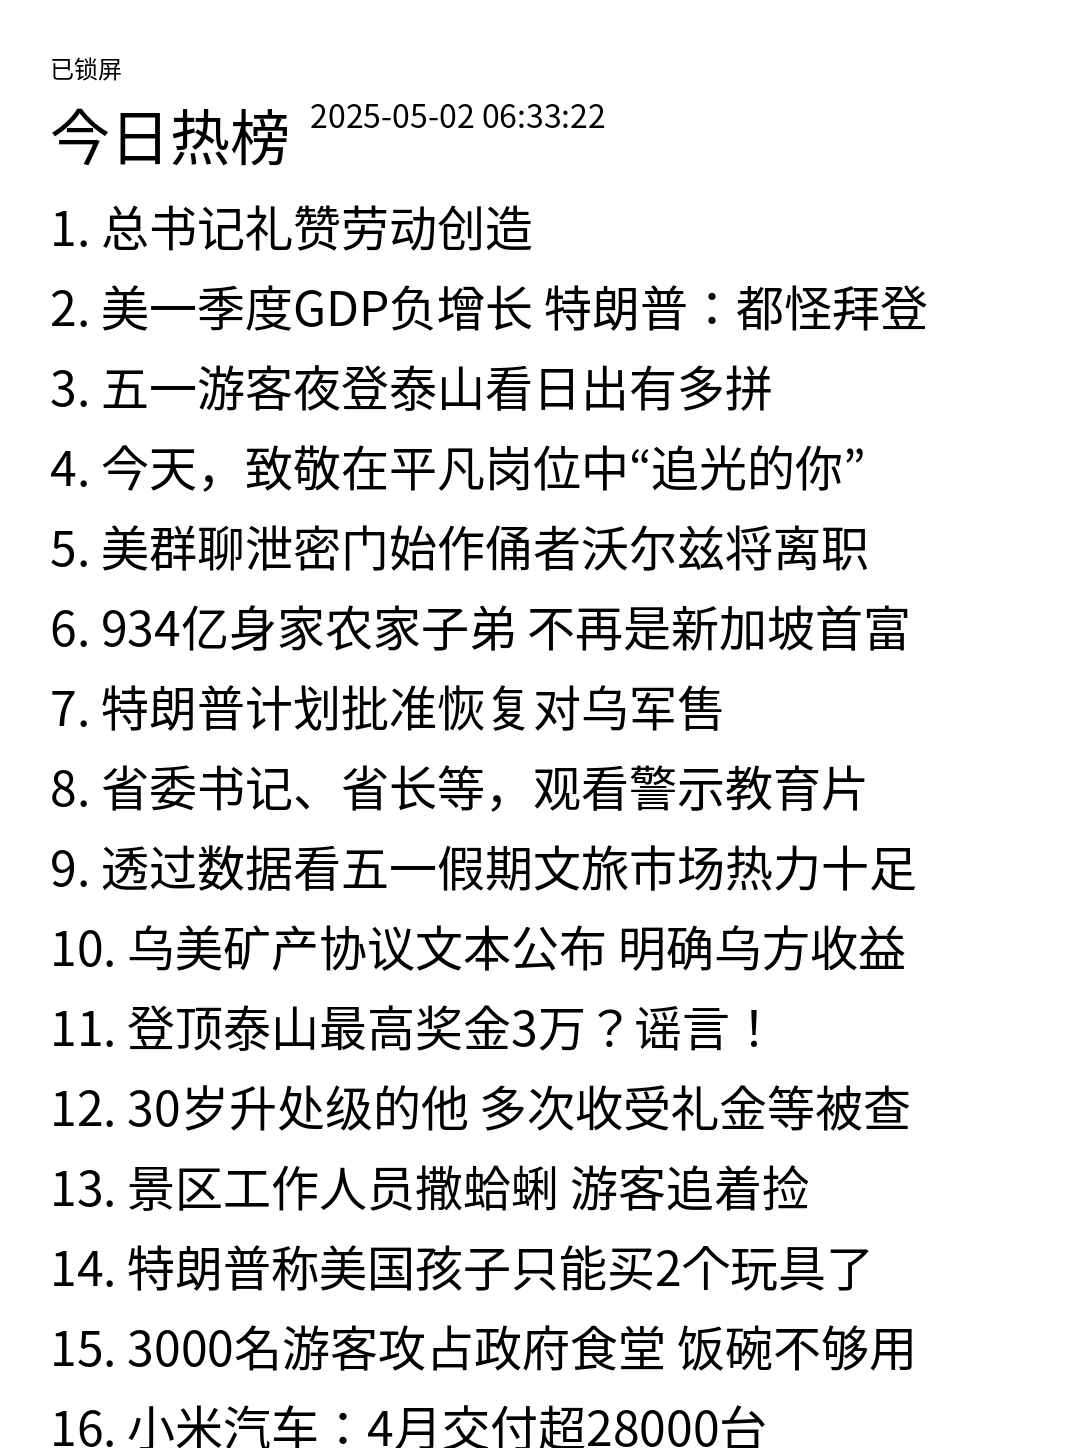 已锁屏
今日热榜 2025-05-02 06:33:22
1. 总书记礼赞劳动创造
2. 美一季度GDP负增长 特朗普：都怪拜登
3. 五一游客夜登泰山看日出有多拼
4. 今天，致敬在平凡岗位中“追光的你”
5. 美群聊泄密门始作俑者沃尔兹将离职
6. 934亿身家农家子弟 不再是新加坡首富
7. 特朗普计划批准恢复对乌军售
8. 省委书记、省长等，观看警示教育片
9. 透过数据看五一假期文旅市场热力十足
10. 乌美矿产协议文本公布 明确乌方收益
11. 登顶泰山最高奖金3万？谣言！
12. 30岁升处级的他 多次收受礼金等被查
13. 景区工作人员撒蛤蜊 游客追着捡
14. 特朗普称美国孩子只能买2个玩具了
15. 3000名游客攻占政府食堂 饭碗不够用
16. 小米汽车：4月交付超28000台